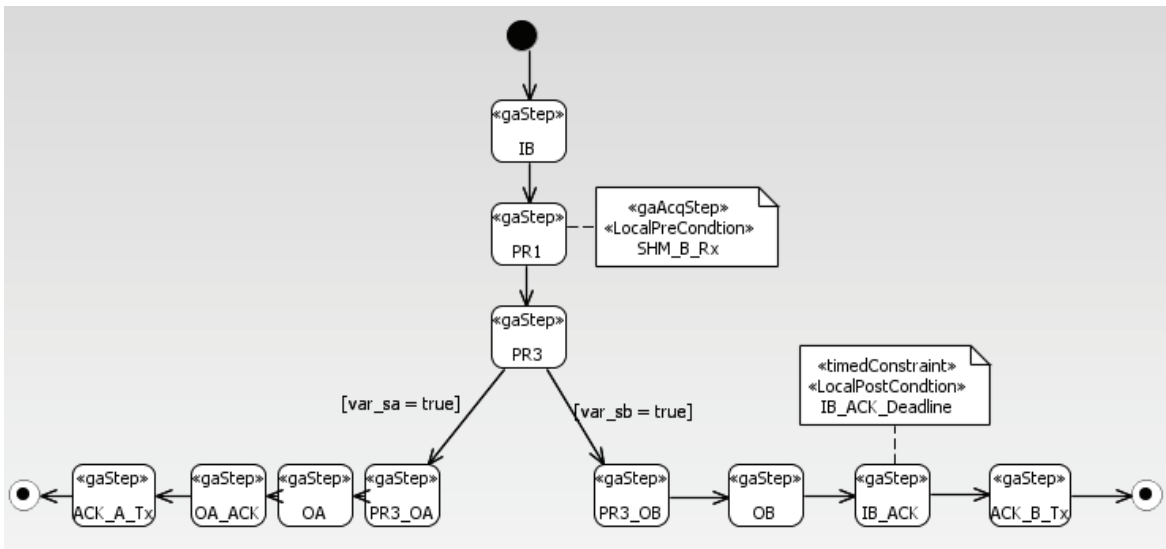 «gaStep»
IB
«gaStep»
PR1
«gaAcqStep»
«LocalPreCondtion»
SHM_B_Rx
«gaStep»
PR3
[var_sa = true]
[var_sb = true]
«timedConstraint»
«LocalPostCondtion»
IB_ACK_Deadline
«gaStep»
ACK_A_Tx
«gaStep»
OA_ACK
«gaStep»
OA
«gaStep»
PR3_OA
«gaStep»
PR3_OB
«gaStep»
OB
«gaStep»
IB_ACK
«gaStep»
ACK_B_Tx